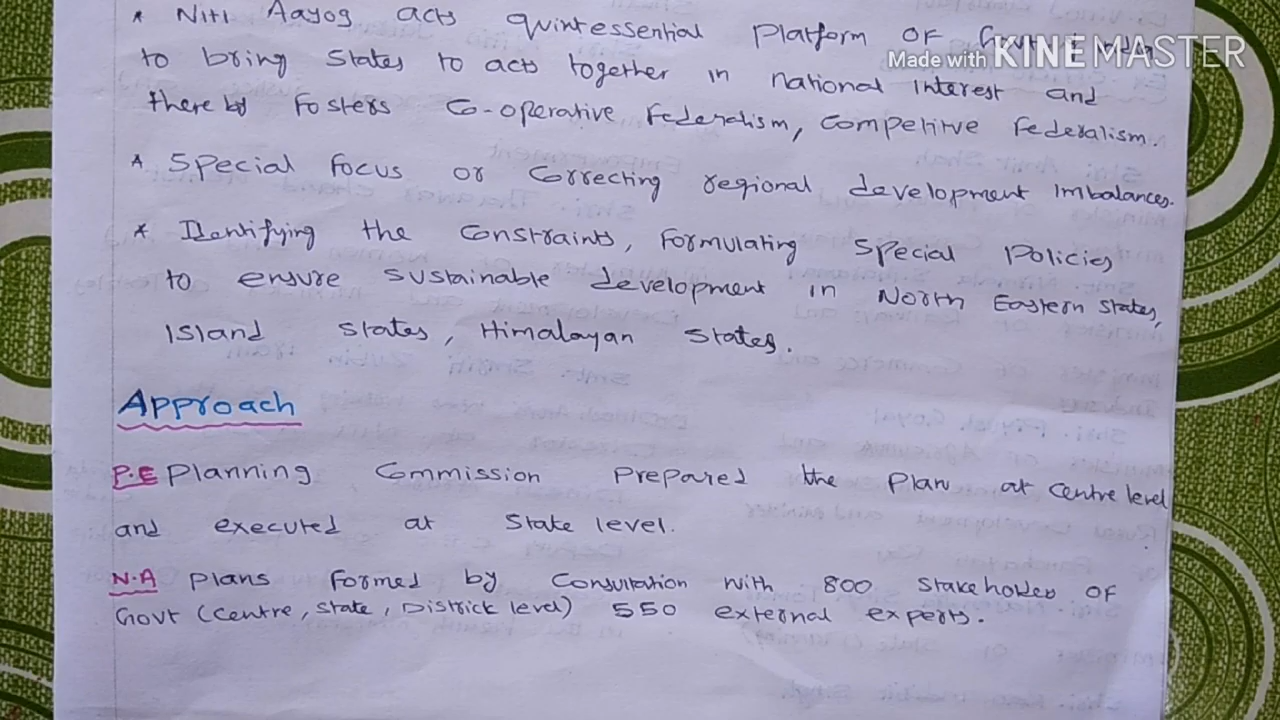 * Niti Aayog acts quintessential Platform of Govt
Made with KINEMASTER
to bring States to acts together in national interest and
there by Fosters Co-operative Federalism, Competitive Federalism.
* Special Focus or Correcting regional development Imbalances.
* Identifying the Constraints, Formulating Special Policies
to ensure sustainable development in North Eastern States,
Island States, Himalayan States.
Approach
P.E Planning Commission Prepared the Plan at Centre level
and executed at State level.
N.A Plans Formed by Consultation with 800 Stakeholders OF
Govt (Centre, State, District level) 550 external experts.